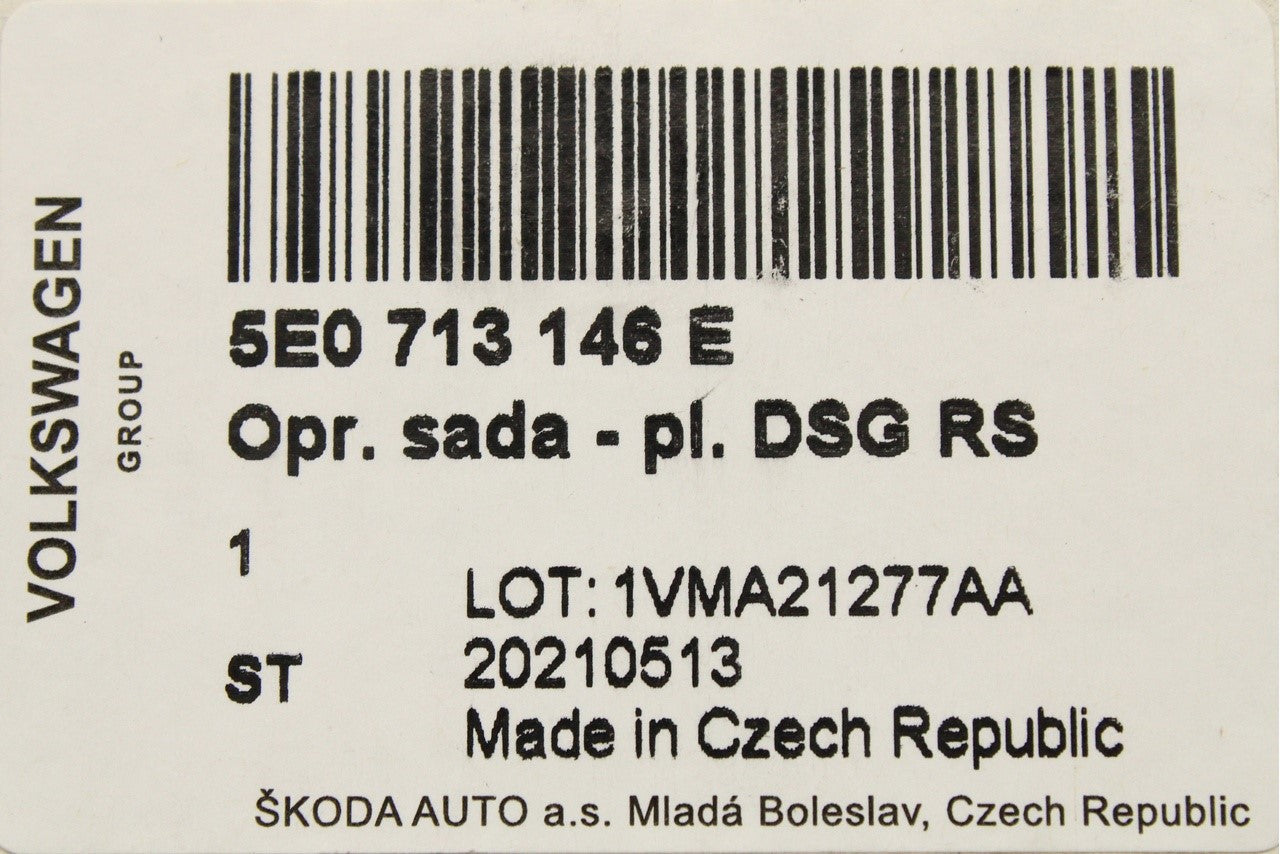 VOLKSWAGEN
GROUP
5E0 713 146 E
Opr. sada - pl. DSG RS
1
LOT: 1VMA21277AA
ST
20210513
Made in Czech Republic
ŠKODA AUTO a.s. Mladá Boleslav, Czech Republic